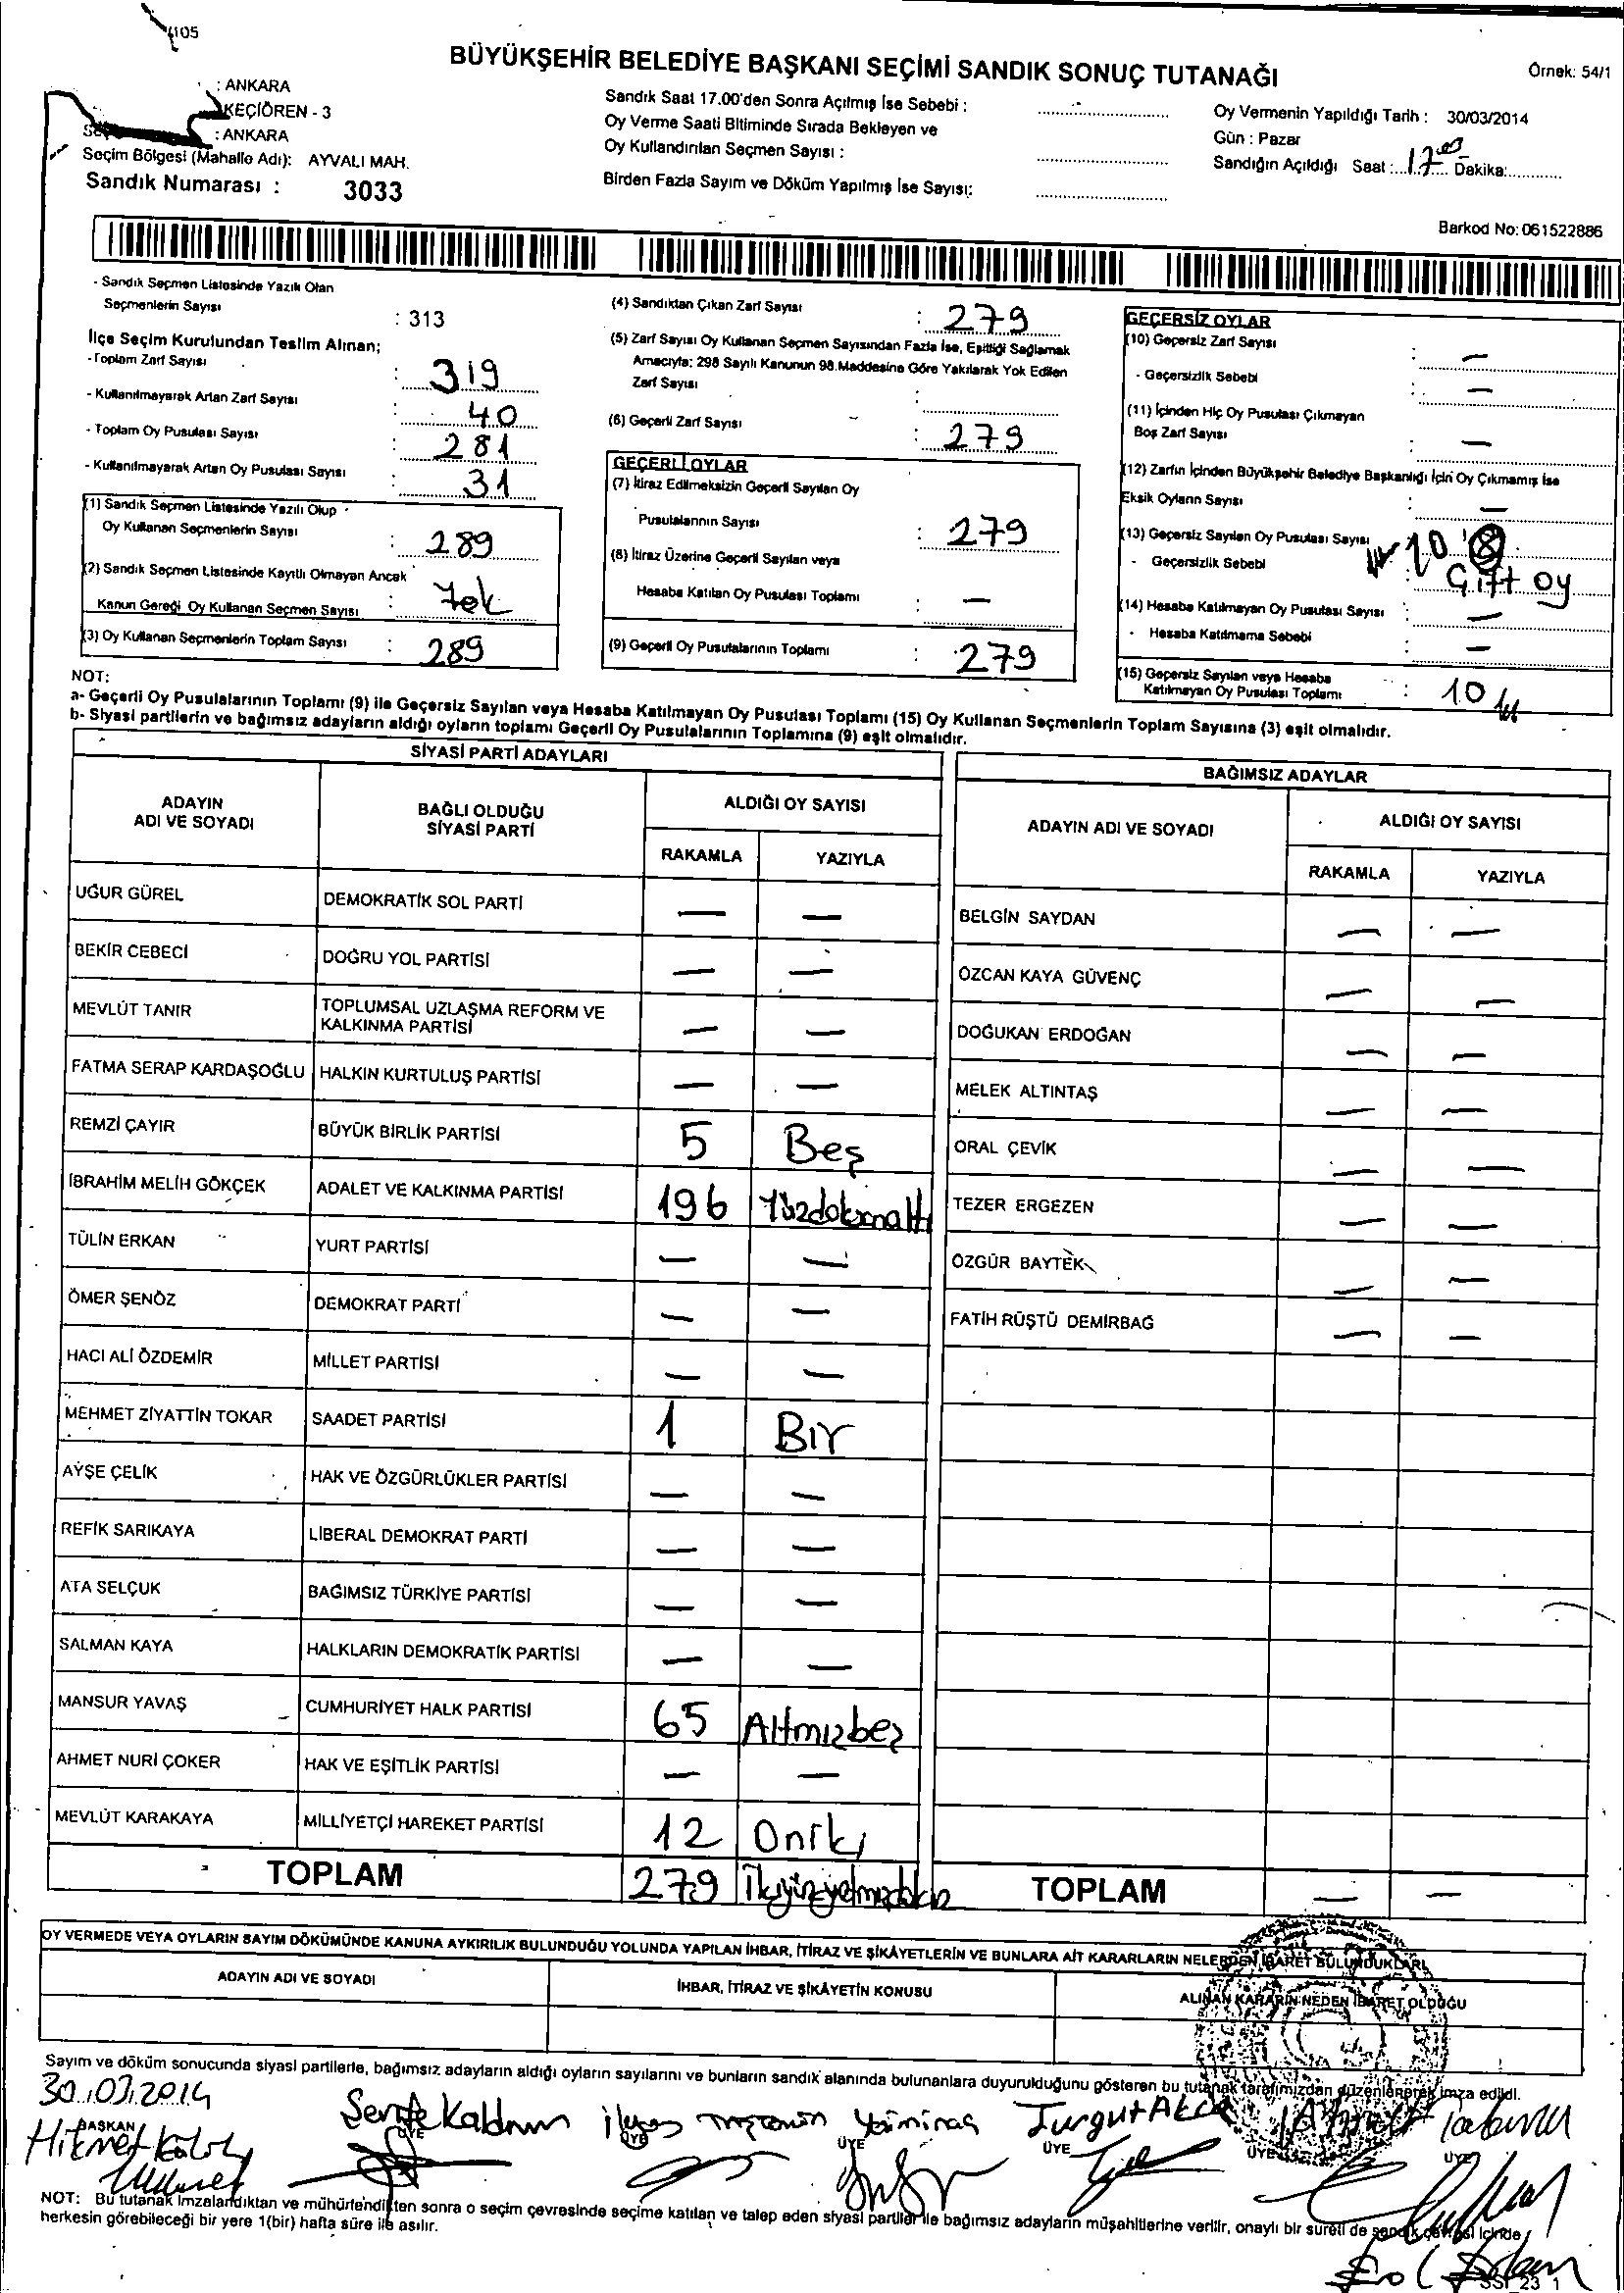 4105
BÜYÜKŞEHİR BELEDİYE BAŞKANI SEÇİMİ SANDIK SONUÇ TUTANAĞI
Örnek: 54/1
: ANKARA
KEÇİÖREN - 3
: ANKARA
Seçim Bölgesi (Mahalle Adı): AYVALI MAH.
Sandık Numarası : 3033
Sandık Saat 17.00'den Sonra Açılmış İse Sebebi :
Oy Verme Saati Bitiminde Sırada Bekleyen ve
Oy Kullandırılan Seçmen Sayısı :
Birden Fazla Sayım ve Döküm Yapılmış İse Sayısı:
Oy Vermenin Yapıldığı Tarih : 30/03/2014
Gün : Pazar
Sandığın Açıldığı Saat : 17 00 Dakika:
Barkod No: 061522886
- Sandık Seçmen Listesinde Yazılı Olan
Seçmenlerin Sayısı : 313
İlçe Seçim Kurulundan Teslim Alınan;
- Toplam Zarf Sayısı : 319
- Kullanılmayarak Artan Zarf Sayısı : 40
- Toplam Oy Pusulası Sayısı : 281
- Kullanılmayarak Artan Oy Pusulası Sayısı : 31
(1) Sandık Seçmen Listesinde Yazılı Olup
Oy Kullanan Seçmenlerin Sayısı : 289
(2) Sandık Seçmen Listesinde Kayıtlı Olmayan Ancak
Kanun Gereği Oy Kullanan Seçmen Sayısı : Yok
(3) Oy Kullanan Seçmenlerin Toplam Sayısı : 289
(4) Sandıktan Çıkan Zarf Sayısı : 279
(5) Zarf Sayısı Oy Kullanan Seçmen Sayısından Fazla İse, Eşitliği Sağlamak
Amacıyla: 298 Sayılı Kanunun 98.Maddesine Göre Yakılarak Yok Edilen
Zarf Sayısı :
(6) Geçerli Zarf Sayısı : 279
GEÇERLİ OYLAR
(7) İtiraz Edilmeksizin Geçerli Sayılan Oy
Pusulalarının Sayısı : 279
(8) İtiraz Üzerine Geçerli Sayılan veya
Hesaba Katılan Oy Pusulası Toplamı : —
(9) Geçerli Oy Pusulalarının Toplamı : 279
GEÇERSİZ OYLAR
(10) Geçersiz Zarf Sayısı : —
- Geçersizlik Sebebi : —
(11) İçinden Hiç Oy Pusulası Çıkmayan
Boş Zarf Sayısı : —
(12) Zarfın İçinden Büyükşehir Belediye Başkanlığı İçin Oy Çıkmamış İse
Eksik Oyların Sayısı : —
(13) Geçersiz Sayılan Oy Pusulası Sayısı : 10 8
- Geçersizlik Sebebi : Çift oy
(14) Hesaba Katılmayan Oy Pusulası Sayısı : —
- Hesaba Katılmama Sebebi : —
(15) Geçersiz Sayılan veya Hesaba
Katılmayan Oy Pusulası Toplamı : 10
NOT:
a- Geçerli Oy Pusulalarının Toplamı (9) ile Geçersiz Sayılan veya Hesaba Katılmayan Oy Pusulası Toplamı (15) Oy Kullanan Seçmenlerin Toplam Sayısına (3) eşit olmalıdır.
b- Siyasi partilerin ve bağımsız adayların aldığı oyların toplamı Geçerli Oy Pusulalarının Toplamına (9) eşit olmalıdır.
SİYASİ PARTİ ADAYLARI
ADAYIN ADI VE SOYADI
BAĞLI OLDUĞU SİYASİ PARTİ
ALDIĞI OY SAYISI
RAKAMLA YAZIYLA
UĞUR GÜREL DEMOKRATİK SOL PARTİ — —
BEKİR CEBECİ DOĞRU YOL PARTİSİ — —
MEVLÜT TANIR TOPLUMSAL UZLAŞMA REFORM VE KALKINMA PARTİSİ — —
FATMA SERAP KARDAŞOĞLU HALKIN KURTULUŞ PARTİSİ — —
REMZİ ÇAYIR BÜYÜK BİRLİK PARTİSİ 5 Beş
İBRAHİM MELİH GÖKÇEK ADALET VE KALKINMA PARTİSİ 196 Yüzdoksanaltı
TÜLİN ERKAN YURT PARTİSİ — —
ÖMER ŞENÖZ DEMOKRAT PARTİ — —
HACI ALİ ÖZDEMİR MİLLET PARTİSİ — —
MEHMET ZİYATTİN TOKAR SAADET PARTİSİ 1 Bir
AYŞE ÇELİK HAK VE ÖZGÜRLÜKLER PARTİSİ — —
REFİK SARIKAYA LİBERAL DEMOKRAT PARTİ — —
ATA SELÇUK BAĞIMSIZ TÜRKİYE PARTİSİ — —
SALMAN KAYA HALKLARIN DEMOKRATİK PARTİSİ — —
MANSUR YAVAŞ CUMHURİYET HALK PARTİSİ 65 Altmışbeş
AHMET NURİ ÇOKER HAK VE EŞİTLİK PARTİSİ — —
MEVLÜT KARAKAYA MİLLİYETÇİ HAREKET PARTİSİ 12 Oniki
TOPLAM 279 İkiyüzyetmişdokuz
BAĞIMSIZ ADAYLAR
ADAYIN ADI VE SOYADI
ALDIĞI OY SAYISI
RAKAMLA YAZIYLA
BELGİN SAYDAN — —
ÖZCAN KAYA GÜVENÇ — —
DOĞUKAN ERDOĞAN — —
MELEK ALTINTAŞ — —
ORAL ÇEVİK — —
TEZER ERGEZEN — —
ÖZGÜR BAYTEK — —
FATİH RÜŞTÜ DEMİRBAĞ — —
TOPLAM — —
OY VERMEDE VEYA OYLARIN SAYIM DÖKÜMÜNDE KANUNA AYKIRILIK BULUNDUĞU YOLUNDA YAPILAN İHBAR, İTİRAZ VE ŞİKÂYETLERİN VE BUNLARA AİT KARARLARIN NELERDEN İBARET BULUNDUKLARI
ADAYIN ADI VE SOYADI
İHBAR, İTİRAZ VE ŞİKÂYETİN KONUSU
ALINAN KARARIN NEDEN İBARET OLDUĞU
Sayım ve döküm sonucunda siyasi partilerle, bağımsız adayların aldığı oyların sayılarını ve bunların sandık alanında bulunanlara duyurulduğunu gösteren bu tutanak tarafımızdan düzenlenerek imza edildi.
30.03.2014
BAŞKAN ÜYE ÜYE ÜYE ÜYE ÜYE ÜYE
Hikmet
Turgut
NOT: Bu tutanak imzalandıktan ve mühürlendikten sonra o seçim çevresinde seçime katılan ve talep eden siyasi partiler ile bağımsız adayların müşahitlerine verilir, onaylı bir sureti de sandık çevresi içinde
herkesin görebileceği bir yere 1(bir) hafta süre ile asılır.